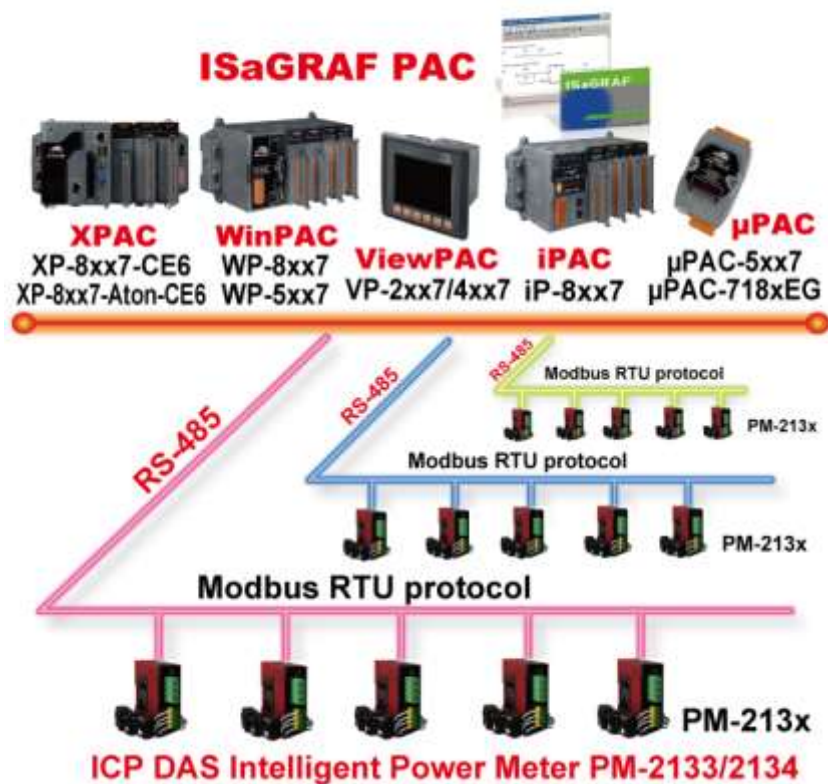 ISaGRAF PAC
ISaGRAF
XPAC
XP-8xx7-CE6
XP-8xx7-Aton-CE6
WinPAC
WP-8xx7
WP-5xx7
ViewPAC
VP-2xx7/4xx7
iPAC
iP-8xx7
µPAC
µPAC-5xx7
µPAC-718xEG
RS-485
Modbus RTU protocol
PM-213x
RS-485
Modbus RTU protocol
PM-213x
RS-485
Modbus RTU protocol
PM-213x
ICP DAS Intelligent Power Meter PM-2133/2134